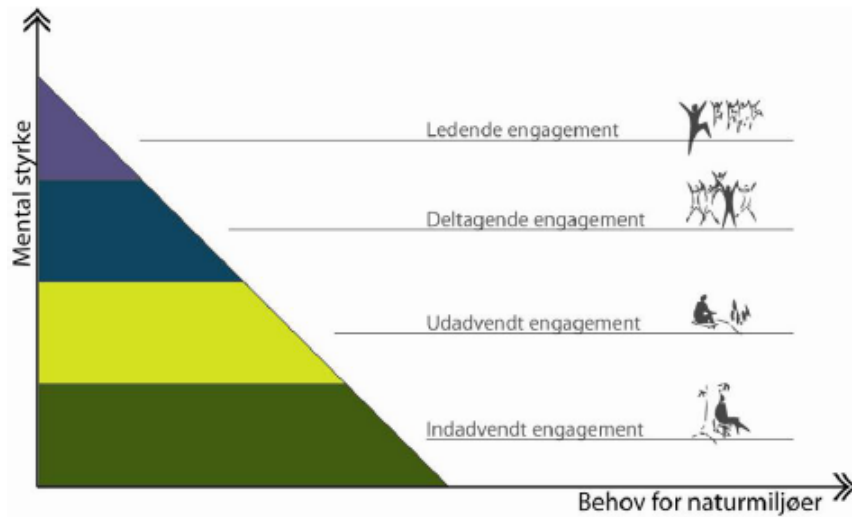 Mental styrke
Ledende engagement
Deltagende engagement
Udadvendt engagement
Indadvendt engagement
Behov for naturmiljøer